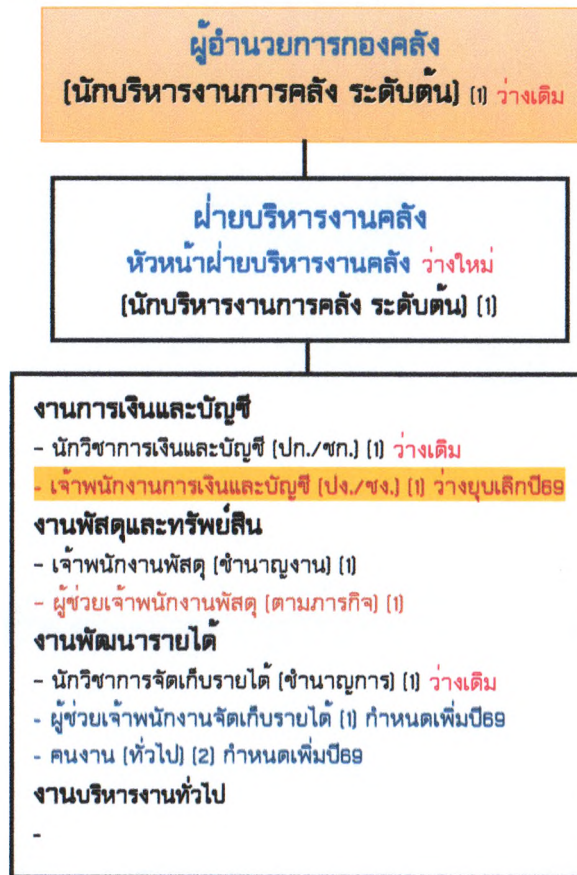 ผู้อำนวยการกองคลัง
(นักบริหารงานการคลัง ระดับต้น) (1) ว่างเดิม
ฝ่ายบริหารงานคลัง
หัวหน้าฝ่ายบริหารงานคลัง ว่างใหม่
(นักบริหารงานการคลัง ระดับต้น) (1)
งานการเงินและบัญชี
- นักวิชาการเงินและบัญชี (ปก./ชก.) (1) ว่างเดิม
- เจ้าพนักงานการเงินและบัญชี (ปง./ชง.) (1) ว่างยุบเลิกปี69
งานพัสดุและทรัพย์สิน
- เจ้าพนักงานพัสดุ (ชำนาญงาน) (1)
- ผู้ช่วยเจ้าพนักงานพัสดุ (ตามภารกิจ) (1)
งานพัฒนารายได้
- นักวิชาการจัดเก็บรายได้ (ชำนาญการ) (1) ว่างเดิม
- ผู้ช่วยเจ้าพนักงานจัดเก็บรายได้ (1) กำหนดเพิ่มปี69
- คนงาน (ทั่วไป) (2) กำหนดเพิ่มปี69
งานบริหารงานทั่วไป
-